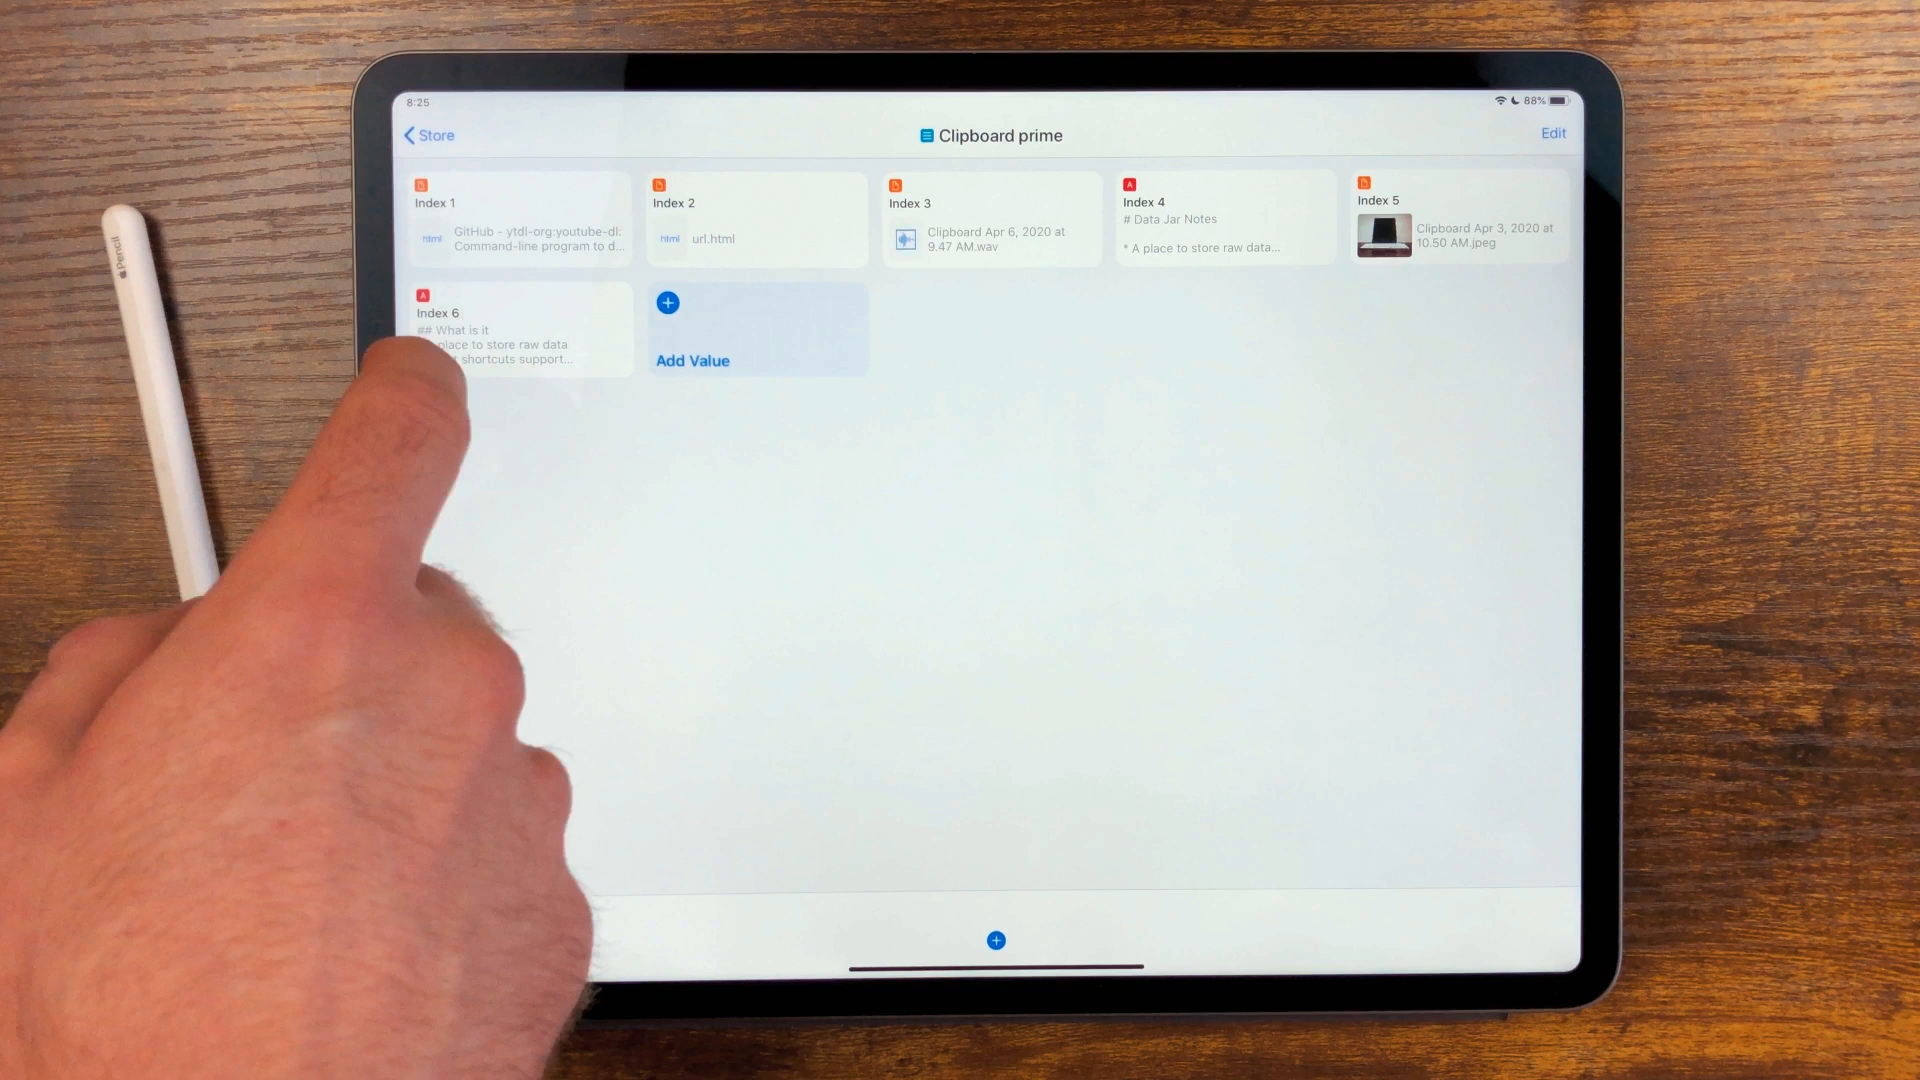 8:25
88%
Store
Clipboard prime
Edit
Index 1
html
GitHub - ytdl-org:youtube-dl:
Command-line program to d...
Index 2
html
url.html
Index 3
Clipboard Apr 6, 2020 at
9.47 AM.wav
A
Index 4
# Data Jar Notes
* A place to store raw data...
Index 5
Clipboard Apr 3, 2020 at
10.50 AM.jpeg
A
Index 6
## What is it
place to store raw data
shortcuts support...
Add Value
Pencil